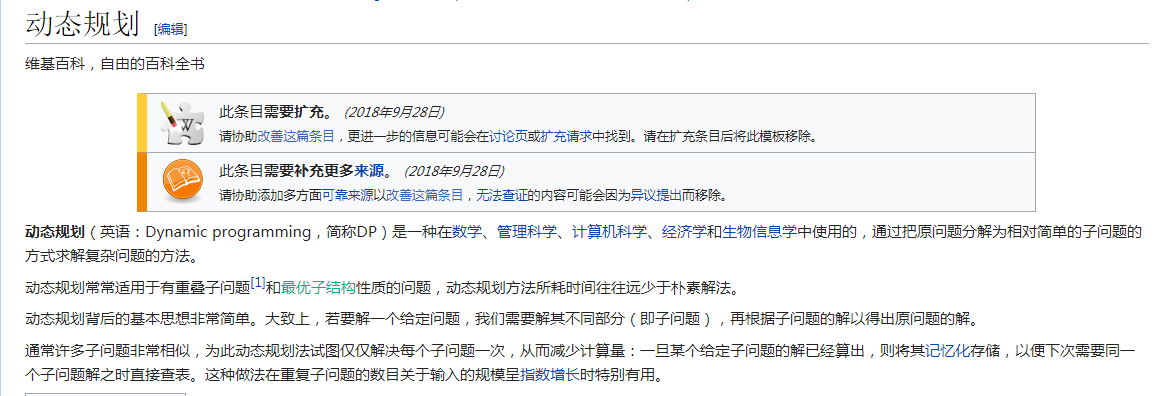 动态规划 [编辑]
维基百科，自由的百科全书
此条目需要扩充。 (2018年9月28日)
请协助改善这篇条目，更进一步的信息可能会在讨论页或扩充请求中找到。请在扩充条目后将此模板移除。
此条目需要补充更多来源。 (2018年9月28日)
请协助添加多方面可靠来源以改善这篇条目，无法查证的内容可能会因为异议提出而移除。
动态规划（英语：Dynamic programming，简称DP）是一种在数学、管理科学、计算机科学、经济学和生物信息学中使用的，通过把原问题分解为相对简单的子问题的
方式求解复杂问题的方法。
动态规划常常适用于有重叠子问题[1]和最优子结构性质的问题，动态规划方法所耗时间往往远少于朴素解法。
动态规划背后的基本思想非常简单。大致上，若要解一个给定问题，我们需要解其不同部分（即子问题），再根据子问题的解以得出原问题的解。
通常许多子问题非常相似，为此动态规划法试图仅仅解决每个子问题一次，从而减少计算量：一旦某个给定子问题的解已经算出，则将其记忆化存储，以便下次需要同一
个子问题解之时直接查表。这种做法在重复子问题的数目关于输入的规模呈指数增长时特别有用。